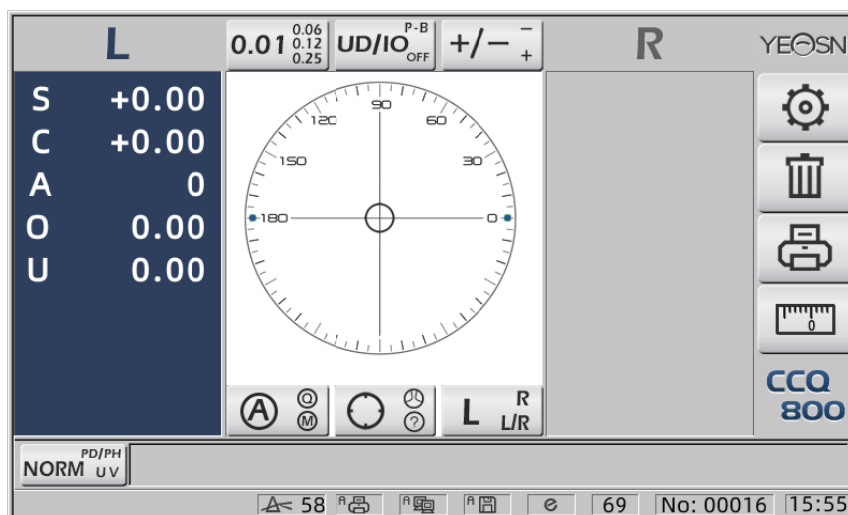 L
0.01 0.06 0.12 0.25
UD/IO P-B OFF
+/- - +
R
YEOSN
S +0.00
C +0.00
A 0
O 0.00
U 0.00
90
120 60
150 30
180 0
0
CCQ
800
A Q M
?
L R L/R
NORM PD/PH UV
A 58 A A A e 69 No: 00016 15:55